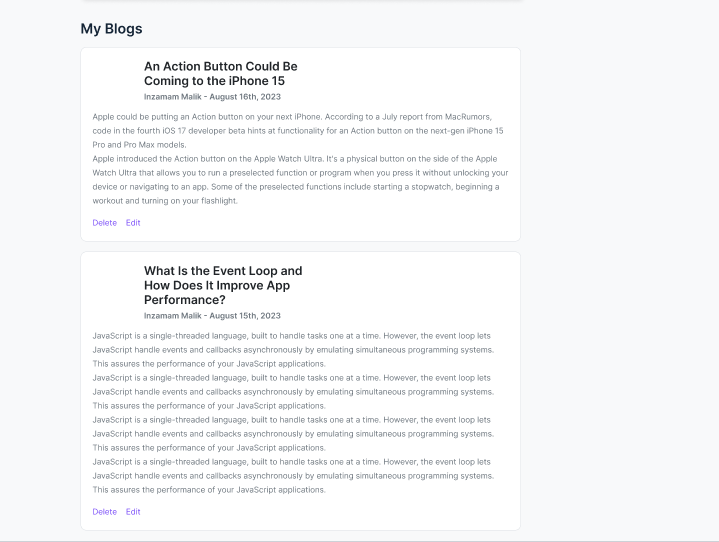 My Blogs
An Action Button Could Be
Coming to the iPhone 15
Inzamam Malik - August 16th, 2023
Apple could be putting an Action button on your next iPhone. According to a July report from MacRumors,
code in the fourth iOS 17 developer beta hints at functionality for an Action button on the next-gen iPhone 15
Pro and Pro Max models.
Apple introduced the Action button on the Apple Watch Ultra. It's a physical button on the side of the Apple
Watch Ultra that allows you to run a preselected function or program when you press it without unlocking your
device or navigating to an app. Some of the preselected functions include starting a stopwatch, beginning a
workout and turning on your flashlight.
Delete Edit
What Is the Event Loop and
How Does It Improve App
Performance?
Inzamam Malik - August 15th, 2023
JavaScript is a single-threaded language, built to handle tasks one at a time. However, the event loop lets
JavaScript handle events and callbacks asynchronously by emulating simultaneous programming systems.
This assures the performance of your JavaScript applications.
JavaScript is a single-threaded language, built to handle tasks one at a time. However, the event loop lets
JavaScript handle events and callbacks asynchronously by emulating simultaneous programming systems.
This assures the performance of your JavaScript applications.
JavaScript is a single-threaded language, built to handle tasks one at a time. However, the event loop lets
JavaScript handle events and callbacks asynchronously by emulating simultaneous programming systems.
This assures the performance of your JavaScript applications.
JavaScript is a single-threaded language, built to handle tasks one at a time. However, the event loop lets
JavaScript handle events and callbacks asynchronously by emulating simultaneous programming systems.
This assures the performance of your JavaScript applications.
Delete Edit